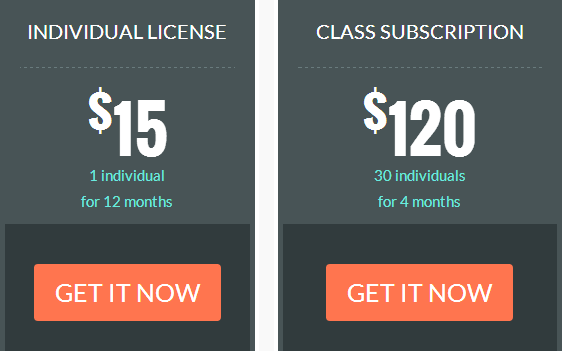 INDIVIDUAL LICENSE
$15
1 individual
for 12 months
GET IT NOW
CLASS SUBSCRIPTION
$120
30 individuals
for 4 months
GET IT NOW